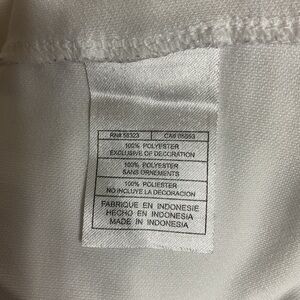 RN# 56323 CA# 05553
100% POLYESTER
EXCLUSIVE OF DECORATION
100% POLYESTER
SANS ORNEMENTS
100% POLIESTER
NO INCLUYE LA DECORACION
FABRIQUE EN INDONESIE
HECHO EN INDONESIA
MADE IN INDONESIA